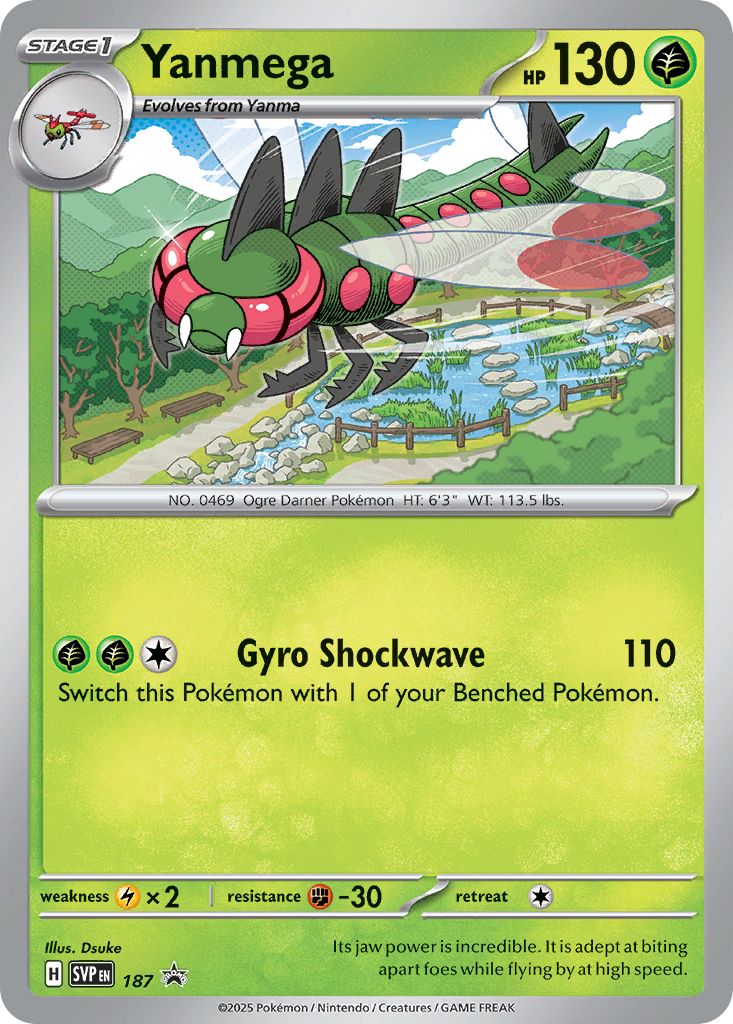 STAGE 1
Yanmega
HP 130
Evolves from Yanma
NO. 0469 Ogre Darner Pokémon HT: 6'3" WT: 113.5 lbs.
Gyro Shockwave 110
Switch this Pokémon with 1 of your Benched Pokémon.
weakness ×2 resistance -30 retreat
Illus. Dsuke
Its jaw power is incredible. It is adept at biting
apart foes while flying by at high speed.
H SVP EN 187
©2025 Pokémon / Nintendo / Creatures / GAME FREAK